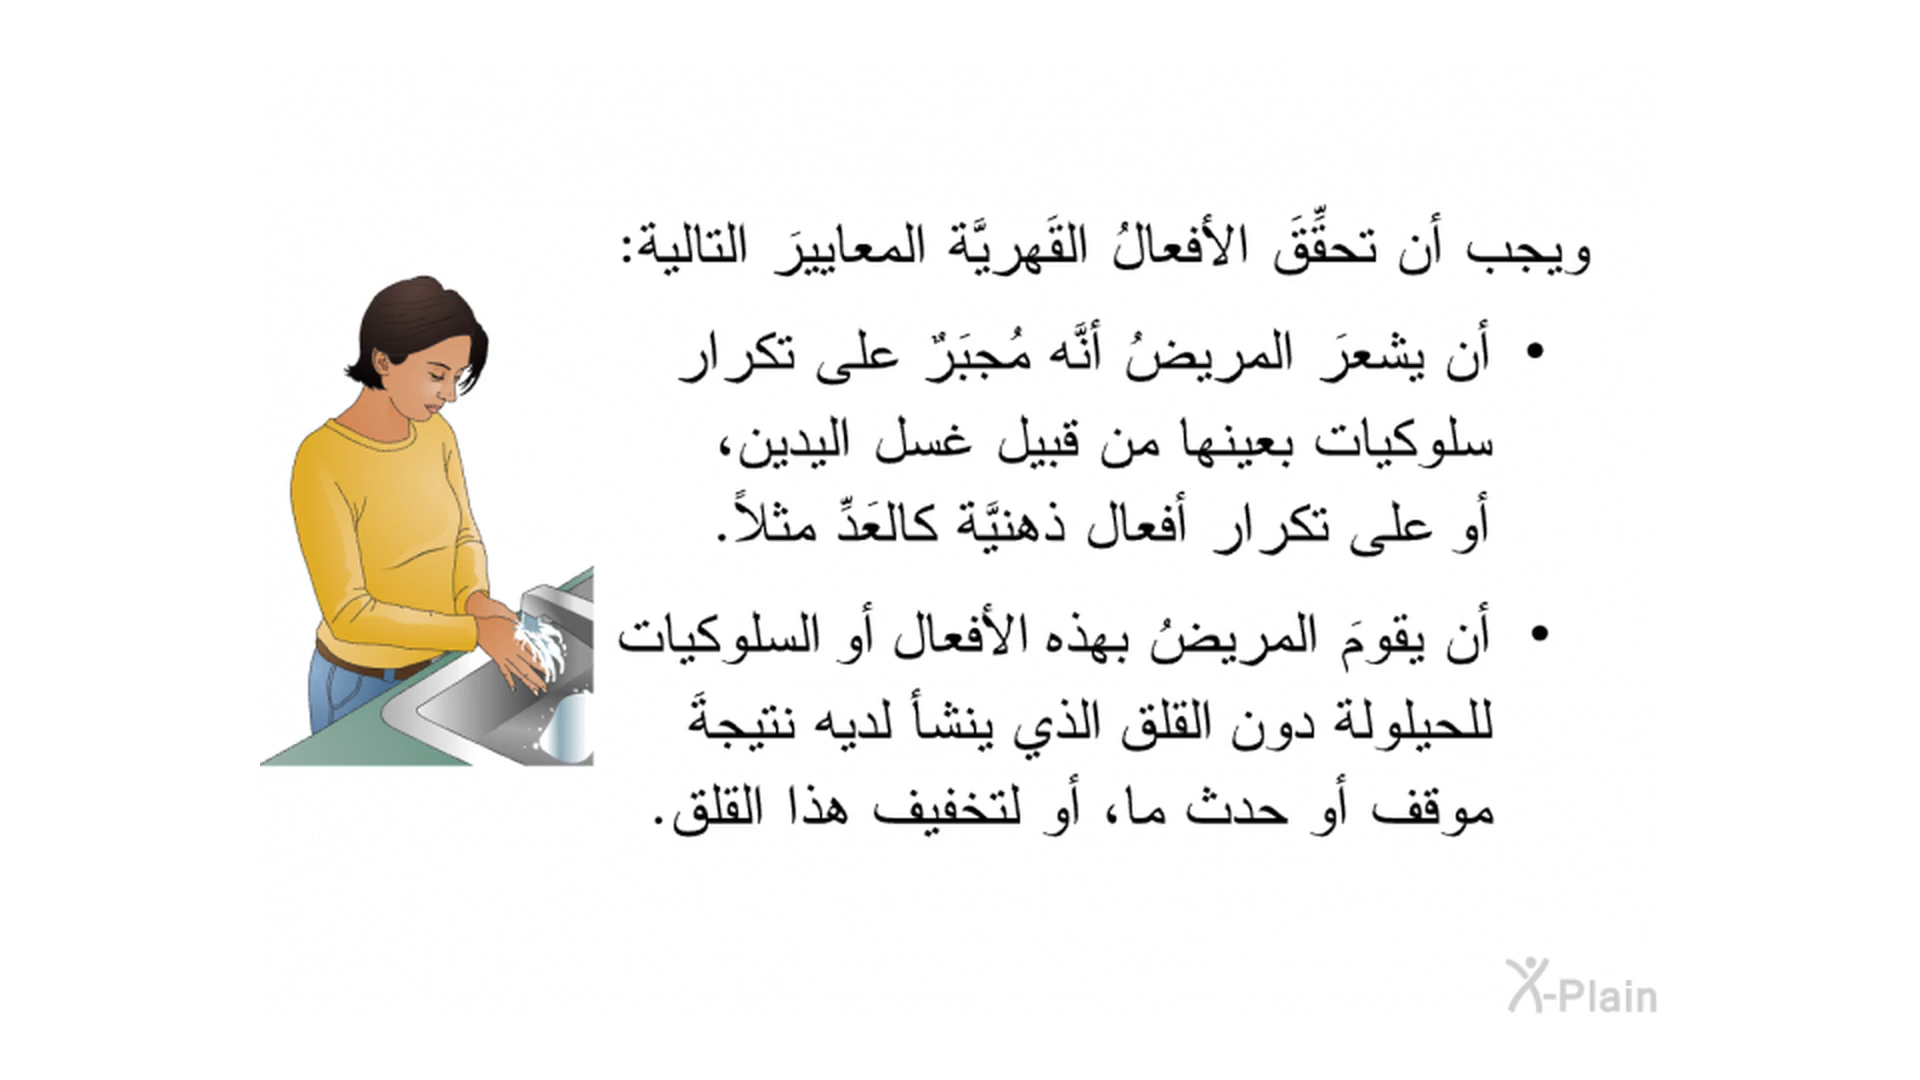 ويجب أن تحقِّقَ الأفعالُ القَهريَّة المعاييرَ التالية:
• أن يشعرَ المريضُ أنَّه مُجبَرٌ على تكرار
سلوكيات بعينها من قبيل غسل اليدين،
أو على تكرار أفعال ذهنيَّة كالعَدِّ مثلاً.
• أن يقومَ المريضُ بهذه الأفعال أو السلوكيات
للحيلولة دون القلق الذي ينشأ لديه نتيجةَ
موقف أو حدث ما، أو لتخفيف هذا القلق.
X-Plain